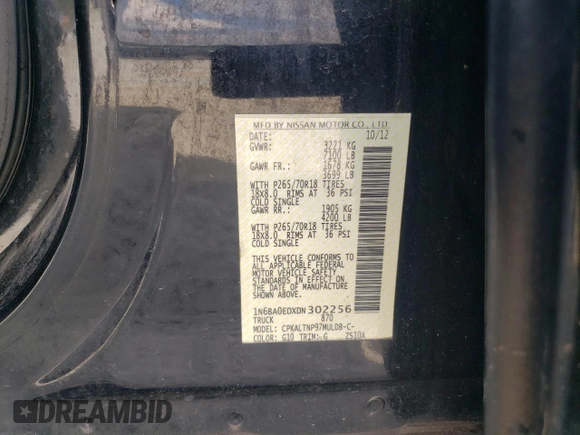 MFD BY NISSAN MOTOR CO., LTD.
DATE: 10/12
GVWR: 3221 KG
7100 LB
GAWR FR.: 1678 KG
3699 LB
WITH P265/70R18 TIRES
18x8.0 RIMS AT 36 PSI
COLD SINGLE
GAWR RR.: 1905 KG
4200 LB
WITH P265/70R18 TIRES
18x8.0 RIMS AT 36 PSI
COLD SINGLE
THIS VEHICLE CONFORMS TO
ALL APPLICABLE FEDERAL
MOTOR VEHICLE SAFETY
STANDARDS IN EFFECT ON
THE DATE OF MANUFACTURE
SHOWN ABOVE.
1N6BA0EDXDN302256
TRUCK 870
MODEL: CPKALTNP97MULDB-C-
COLOR: G10 TRIM: G ZS10A
DREAMBID